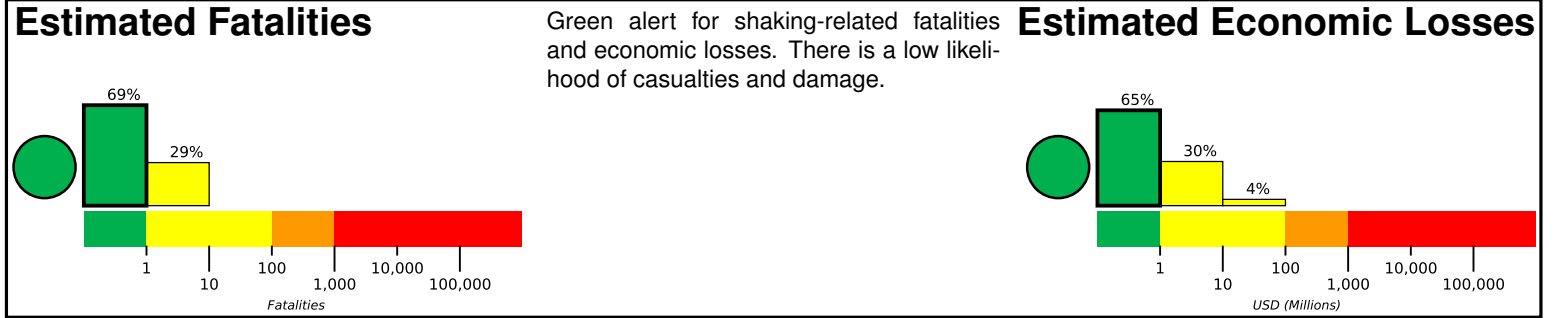 Estimated Fatalities
69%
29%
1
10
100
1,000
10,000
100,000
Fatalities
Green alert for shaking-related fatalities
and economic losses. There is a low likeli-
hood of casualties and damage.
Estimated Economic Losses
65%
30%
4%
1
10
100
1,000
10,000
100,000
USD (Millions)